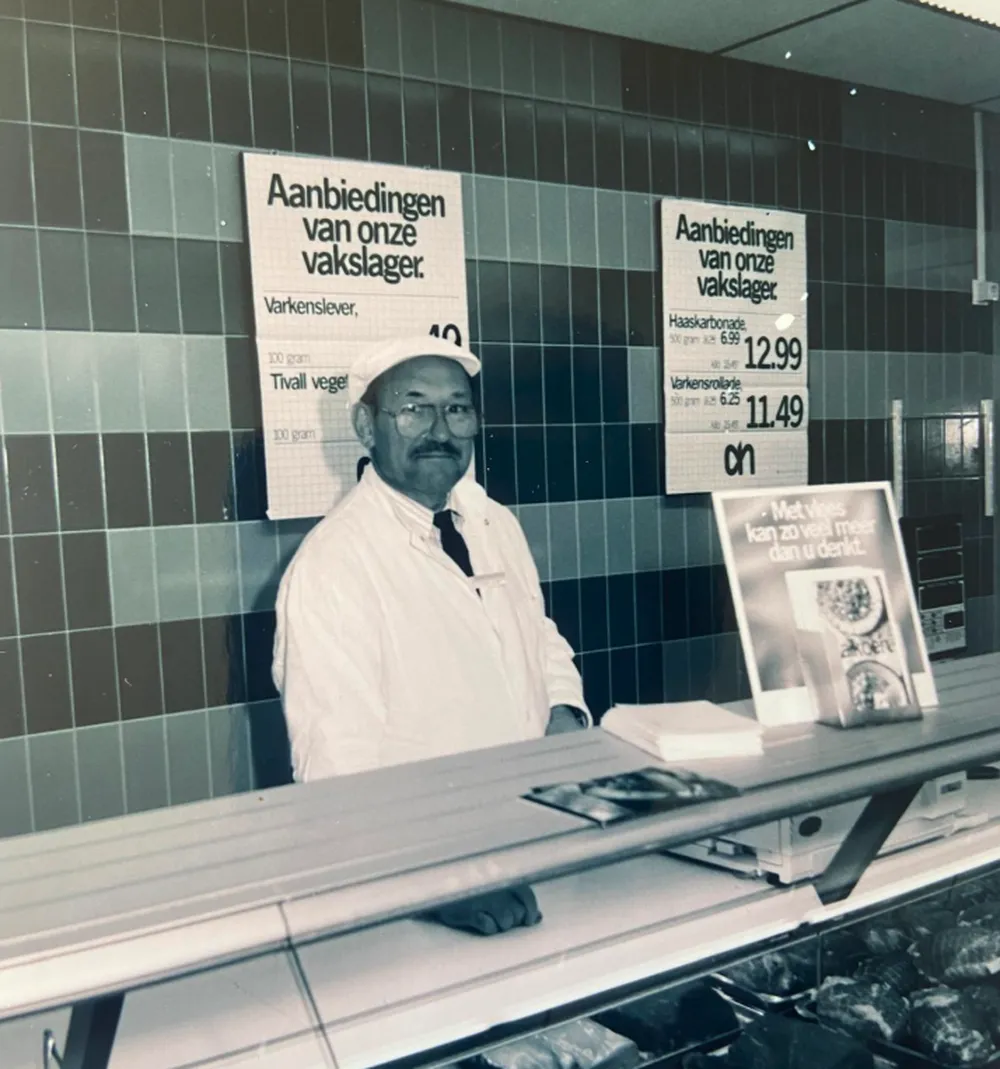 Aanbiedingen
van onze
vakslager.
Varkenslever,
49
100 gram
Tivall veget
100 gram
Aanbiedingen
van onze
vakslager.
Haaskarbonade,
500 gram 6.99
12.99
Varkensrollade,
500 gram 6.25
11.49
ah
Met vlees
kan zo veel meer
dan u denkt.